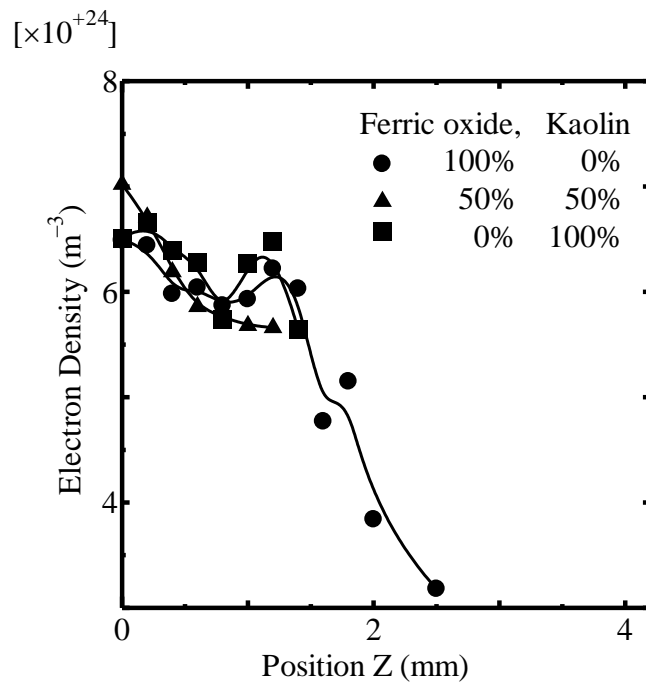 [×10⁺²⁴]
8
Ferric oxide, Kaolin
100% 0%
50% 50%
0% 100%
6
4
Electron Density (m⁻³)
0 2 4
Position Z (mm)